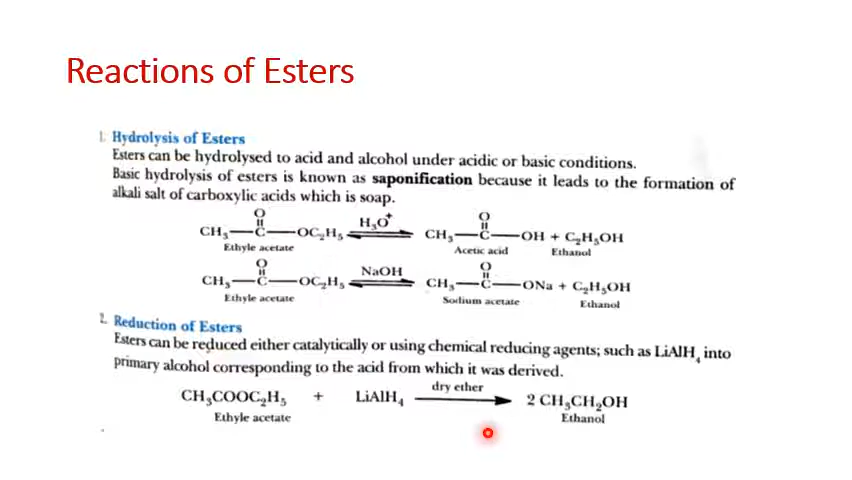 Reactions of Esters
1. Hydrolysis of Esters
Esters can be hydrolysed to acid and alcohol under acidic or basic conditions.
Basic hydrolysis of esters is known as saponification because it leads to the formation of
alkali salt of carboxylic acids which is soap.
O O
CH₃—C—OC₂H₅ H₃O⁺ CH₃—C—OH + C₂H₅OH
Ethyle acetate Acetic acid Ethanol
O O
CH₃—C—OC₂H₅ NaOH CH₃—C—ONa + C₂H₅OH
Ethyle acetate Sodium acetate Ethanol
2. Reduction of Esters
Esters can be reduced either catalytically or using chemical reducing agents; such as LiAlH₄ into
primary alcohol corresponding to the acid from which it was derived.
CH₃COOC₂H₅ + LiAlH₄ dry ether 2 CH₃CH₂OH
Ethyle acetate Ethanol